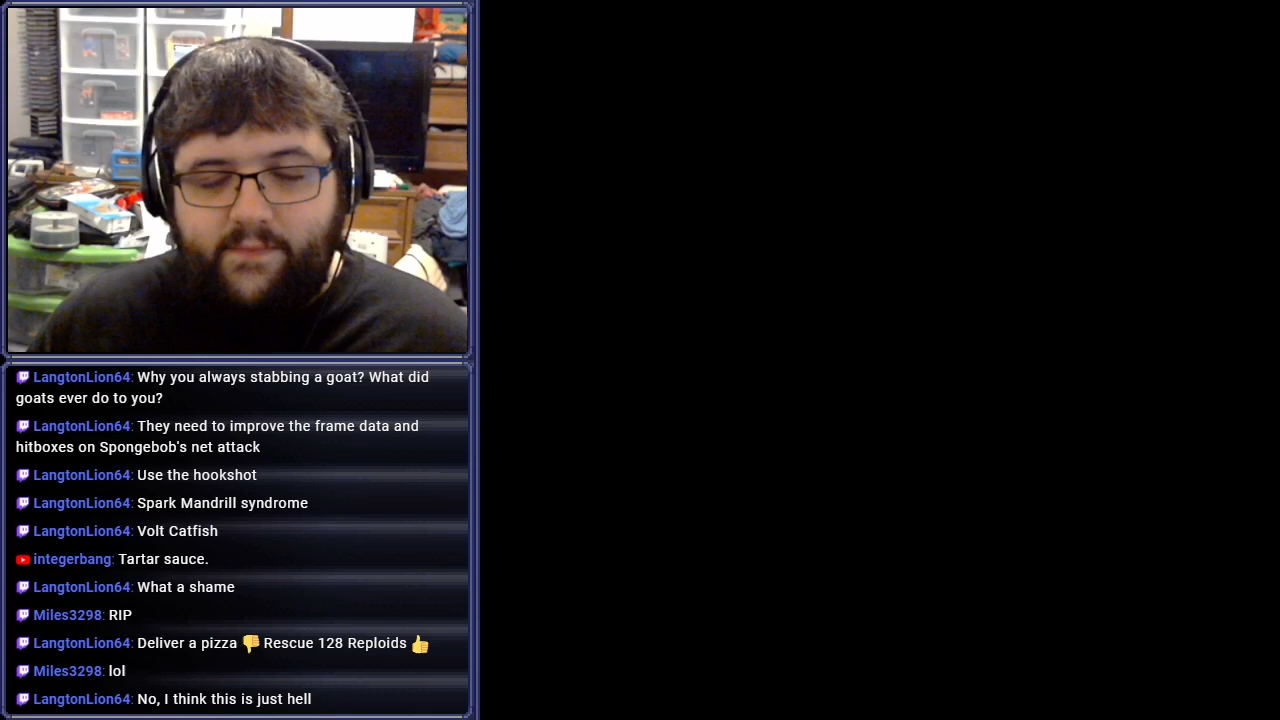 LangtonLion64: Why you always stabbing a goat? What did
goats ever do to you?
LangtonLion64: They need to improve the frame data and
hitboxes on Spongebob's net attack
LangtonLion64: Use the hookshot
LangtonLion64: Spark Mandrill syndrome
LangtonLion64: Volt Catfish
integerbang: Tartar sauce.
LangtonLion64: What a shame
Miles3298: RIP
LangtonLion64: Deliver a pizza 👎 Rescue 128 Reploids 👍
Miles3298: lol
LangtonLion64: No, I think this is just hell